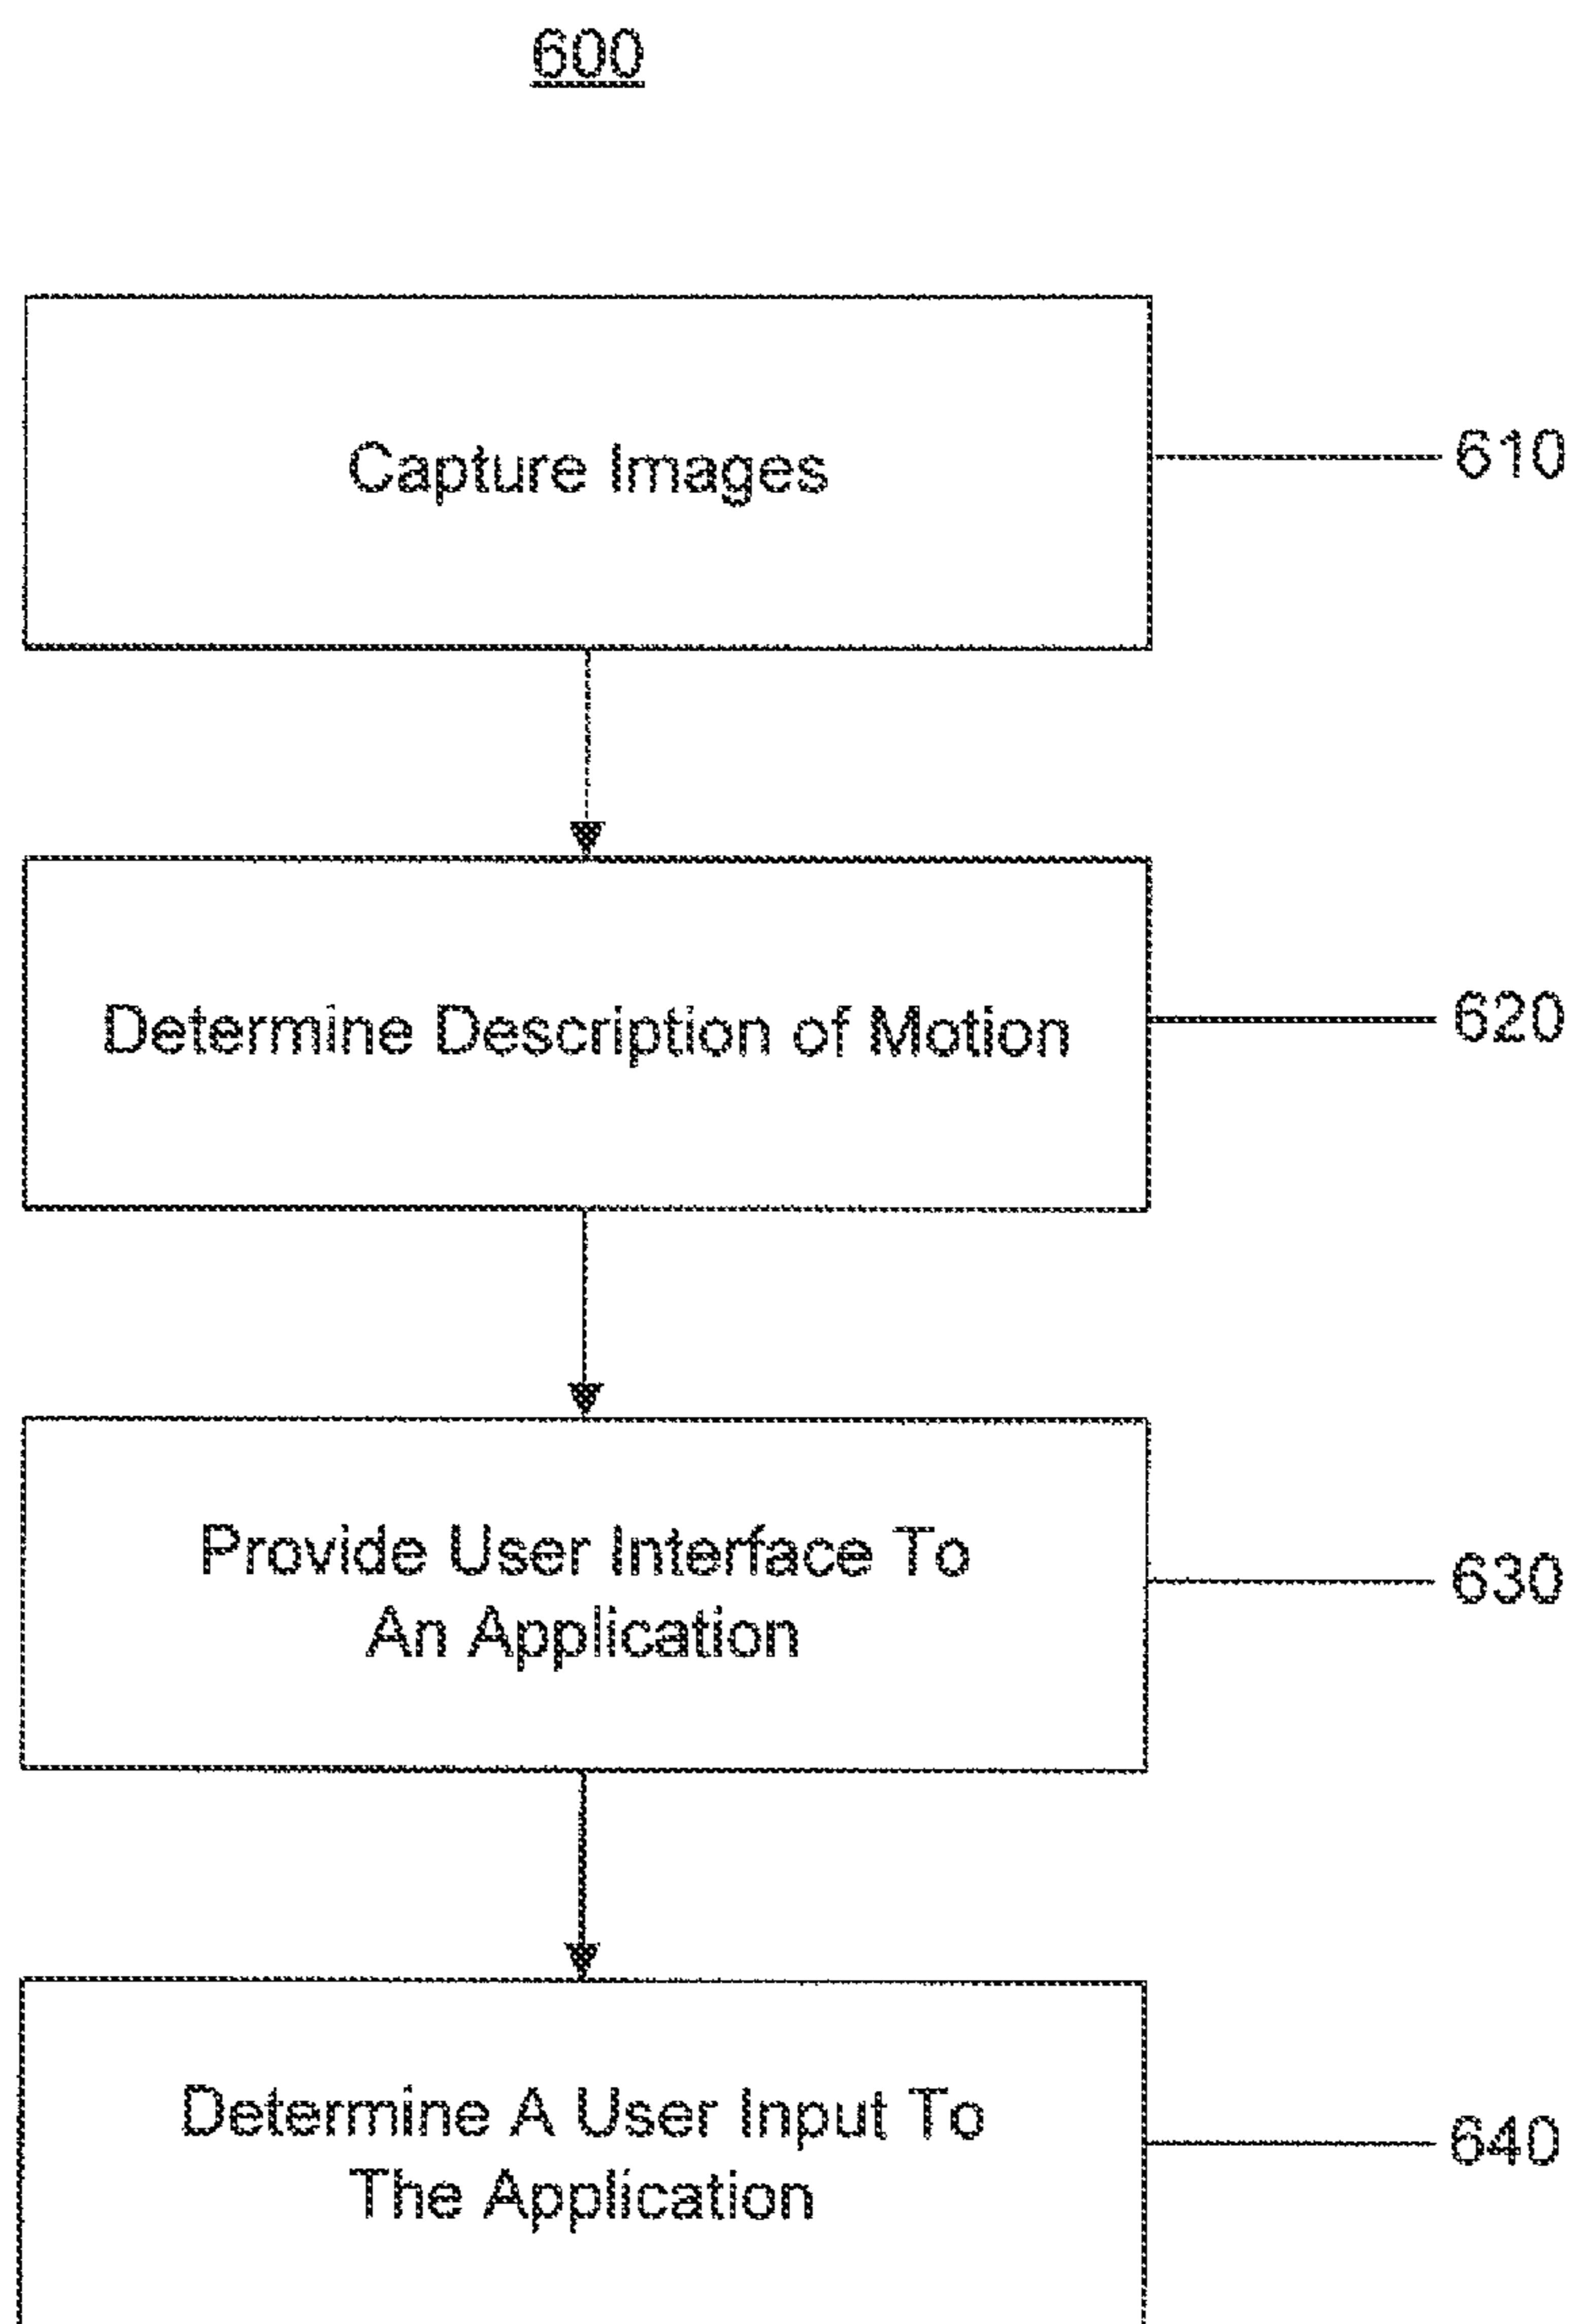 600
Capture Images
610
Determine Description of Motion
620
Provide User Interface To
An Application
630
Determine A User Input To
The Application
640